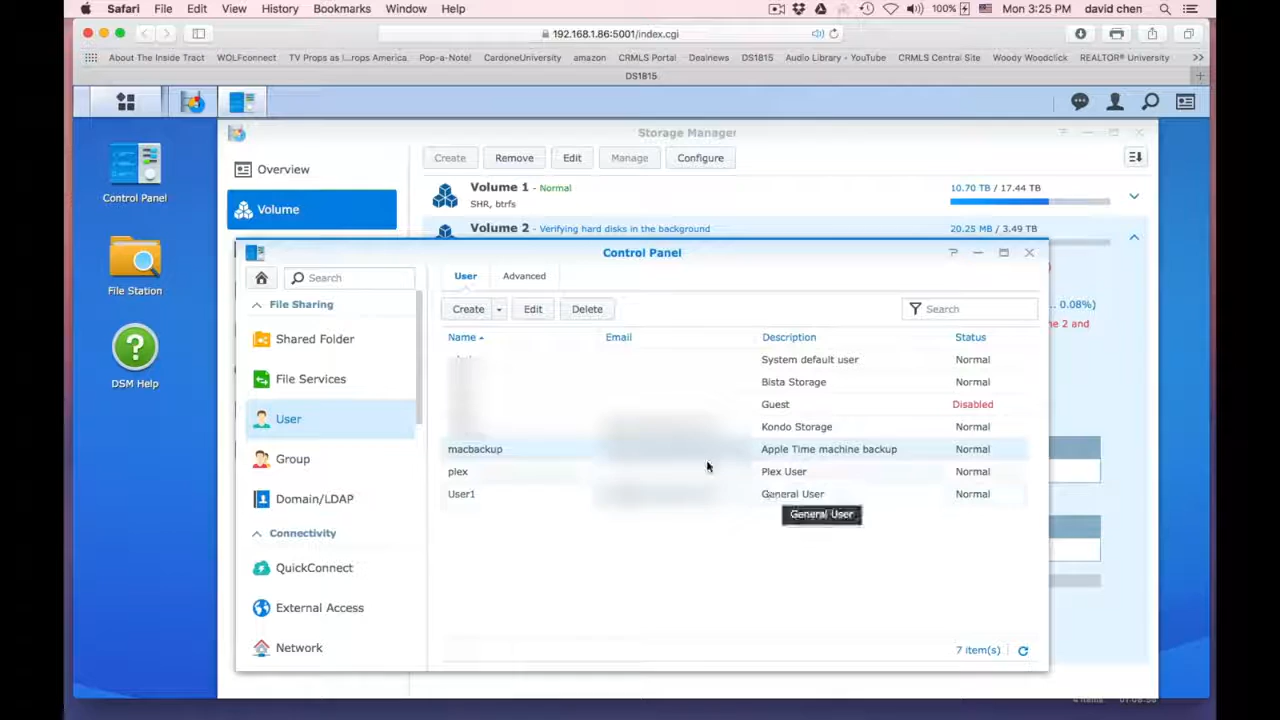 Safari File Edit View History Bookmarks Window Help 100% Mon 3:25 PM david chen
192.168.1.86:5001/index.cgi
About The Inside Tract WOLFconnect TV Props as I...rops America Pop-a-Note! CardoneUniversity amazon CRMLS Portal Dealnews DS1815 Audio Library - YouTube CRMLS Central Site Woody Woodclick REALTOR® University >>
DS1815
Storage Manager
Control Panel
File Station
DSM Help
Overview
Volume
Create Remove Edit Manage Configure
Volume 1 - Normal 10.70 TB / 17.44 TB
SHR, btrfs
Volume 2 - Verifying hard disks in the background 20.25 MB / 3.49 TB
Control Panel
Search
User Advanced
File Sharing
Shared Folder
File Services
User
Group
Domain/LDAP
Connectivity
QuickConnect
External Access
Network
Create Edit Delete Search
Name Email Description Status
System default user Normal
Bista Storage Normal
Guest Disabled
Kondo Storage Normal
macbackup Apple Time machine backup Normal
plex Plex User Normal
User1 General User Normal
General User
7 item(s)
... 0.08%)
me 2 and